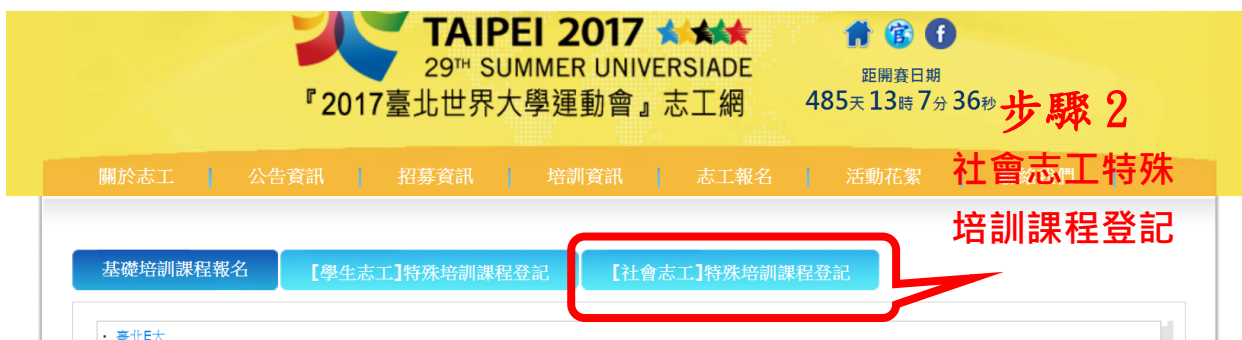 TAIPEI 2017
29TH SUMMER UNIVERSIADE
『2017臺北世界大學運動會』志工網
官 f
距開賽日期
485天13時7分36秒
步驟 2
社會志工特殊
培訓課程登記
關於志工 | 公告資訊 | 招募資訊 | 培訓資訊 | 志工報名 | 活動花絮
基礎培訓課程報名 【學生志工】特殊培訓課程登記 【社會志工】特殊培訓課程登記
· 臺北E大